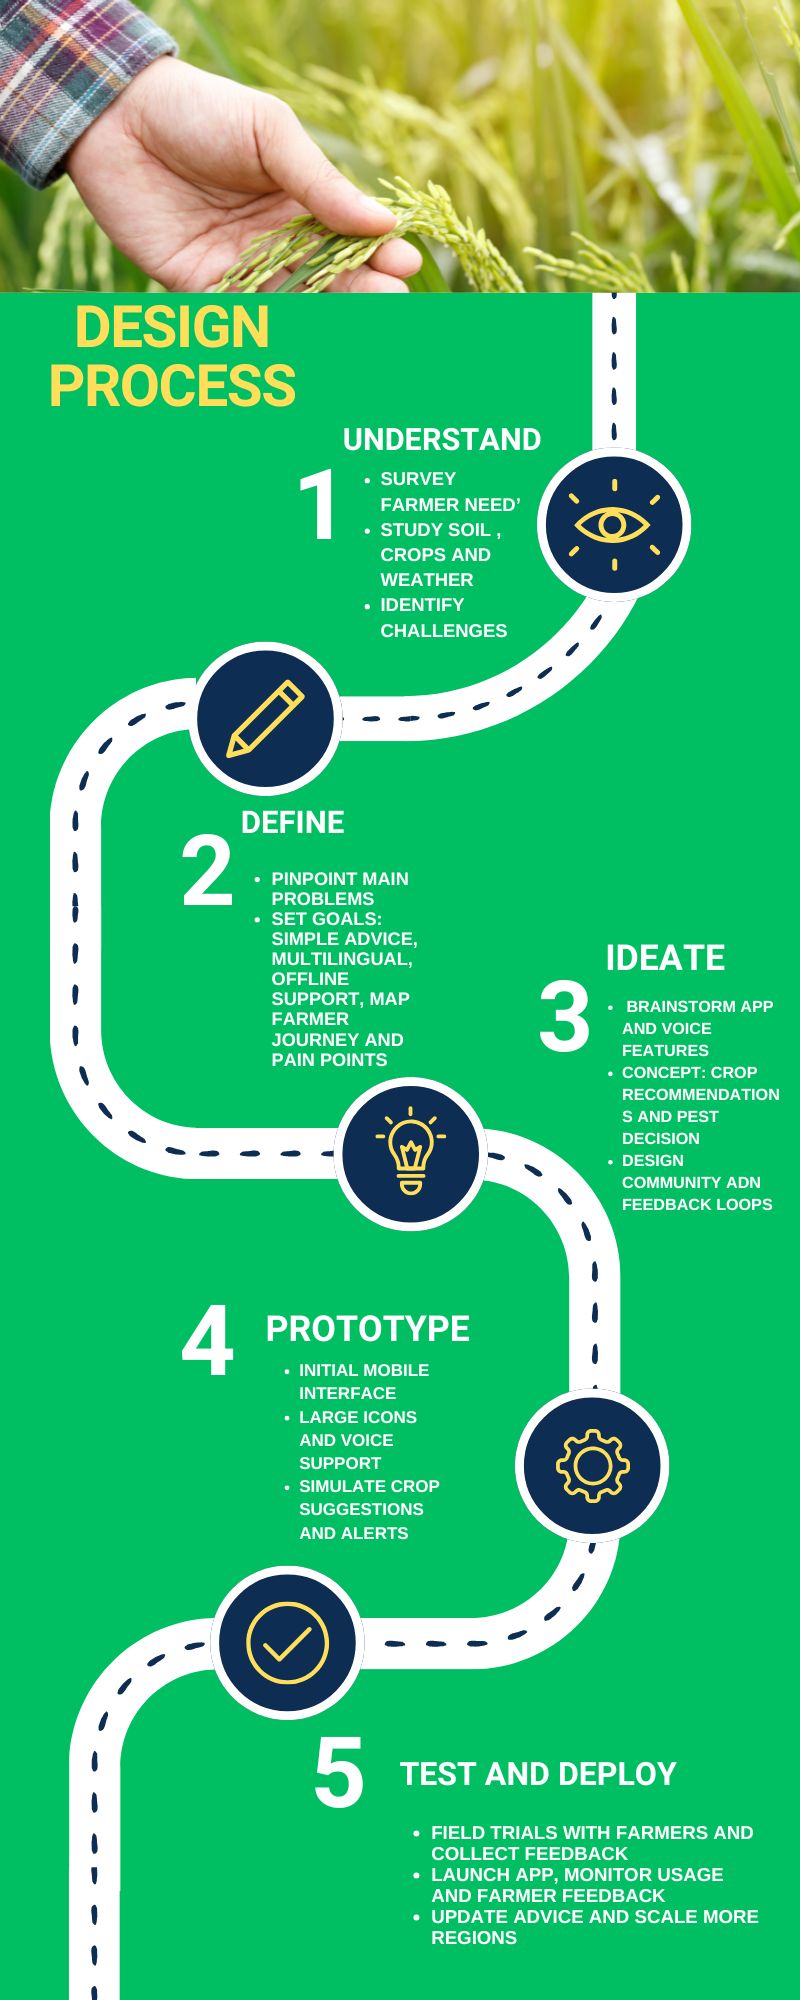 DESIGN
PROCESS
UNDERSTAND
1
• SURVEY
FARMER NEED’
• STUDY SOIL ,
CROPS AND
WEATHER
• IDENTIFY
CHALLENGES
DEFINE
2
• PINPOINT MAIN
PROBLEMS
• SET GOALS:
SIMPLE ADVICE,
MULTILINGUAL,
OFFLINE
SUPPORT, MAP
FARMER
JOURNEY AND
PAIN POINTS
IDEATE
3
• BRAINSTORM APP
AND VOICE
FEATURES
• CONCEPT: CROP
RECOMMENDATION
S AND PEST
DECISION
• DESIGN
COMMUNITY ADN
FEEDBACK LOOPS
4
PROTOTYPE
• INITIAL MOBILE
INTERFACE
• LARGE ICONS
AND VOICE
SUPPORT
• SIMULATE CROP
SUGGESTIONS
AND ALERTS
5
TEST AND DEPLOY
• FIELD TRIALS WITH FARMERS AND
COLLECT FEEDBACK
• LAUNCH APP, MONITOR USAGE
AND FARMER FEEDBACK
• UPDATE ADVICE AND SCALE MORE
REGIONS